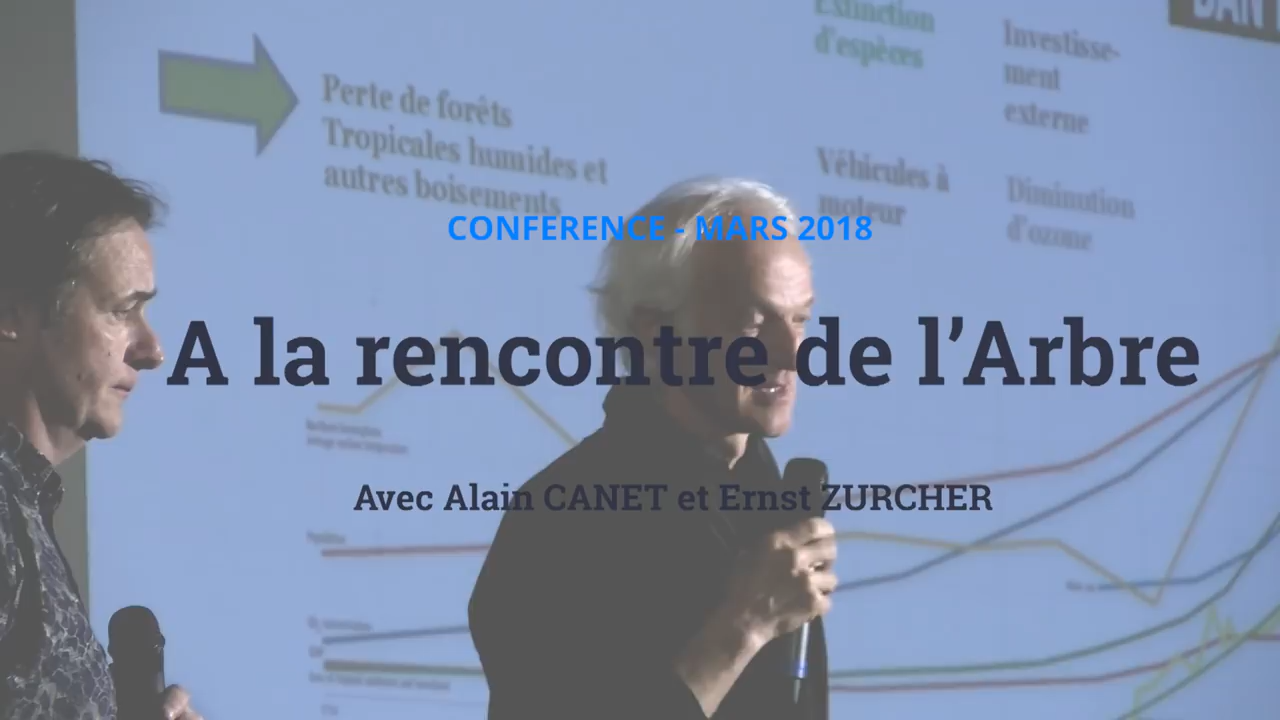 DAN
Extinction
d'espèces
Investisse-
ment
externe
Perte de forêts
Tropicales humides et
autres boisements
Véhicules à
moteur
Diminution
d'ozone
CONFERENCE - MARS 2018
A la rencontre de l'Arbre
Avec Alain CANET et Ernst ZURCHER